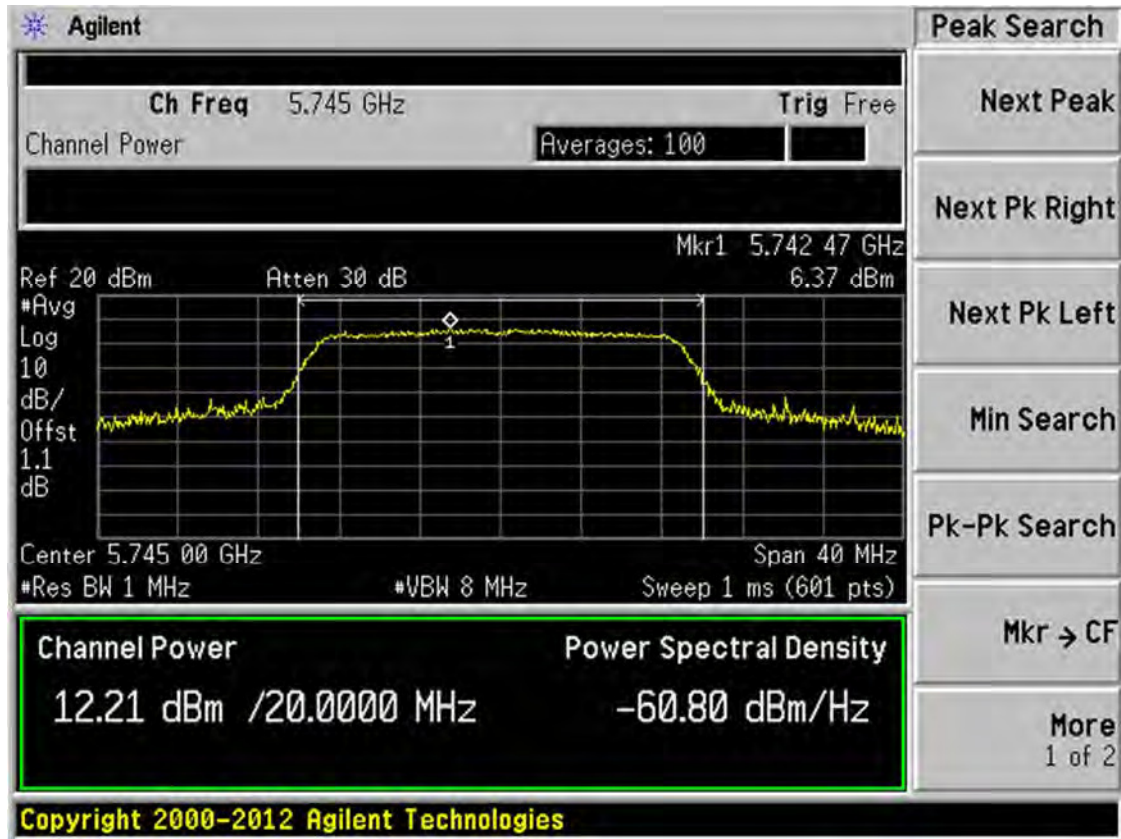 Agilent
Peak Search
Ch Freq 5.745 GHz Trig Free
Channel Power Averages: 100
Mkr1 5.742 47 GHz
Ref 20 dBm Atten 30 dB 6.37 dBm
#Avg
Log
10
dB/
Offst
1.1
dB
1
Center 5.745 00 GHz Span 40 MHz
#Res BW 1 MHz #VBW 8 MHz Sweep 1 ms (601 pts)
Channel Power Power Spectral Density
12.21 dBm /20.0000 MHz -60.80 dBm/Hz
Next Peak
Next Pk Right
Next Pk Left
Min Search
Pk-Pk Search
Mkr → CF
More
1 of 2
Copyright 2000-2012 Agilent Technologies